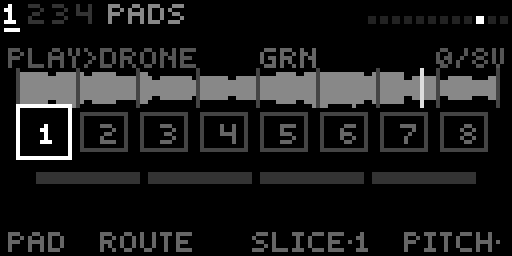 1 2 3 4 PADS
PLAY>DRONE GRN 0/8V
1 2 3 4 5 6 7 8
PAD ROUTE SLICE·1 PITCH·